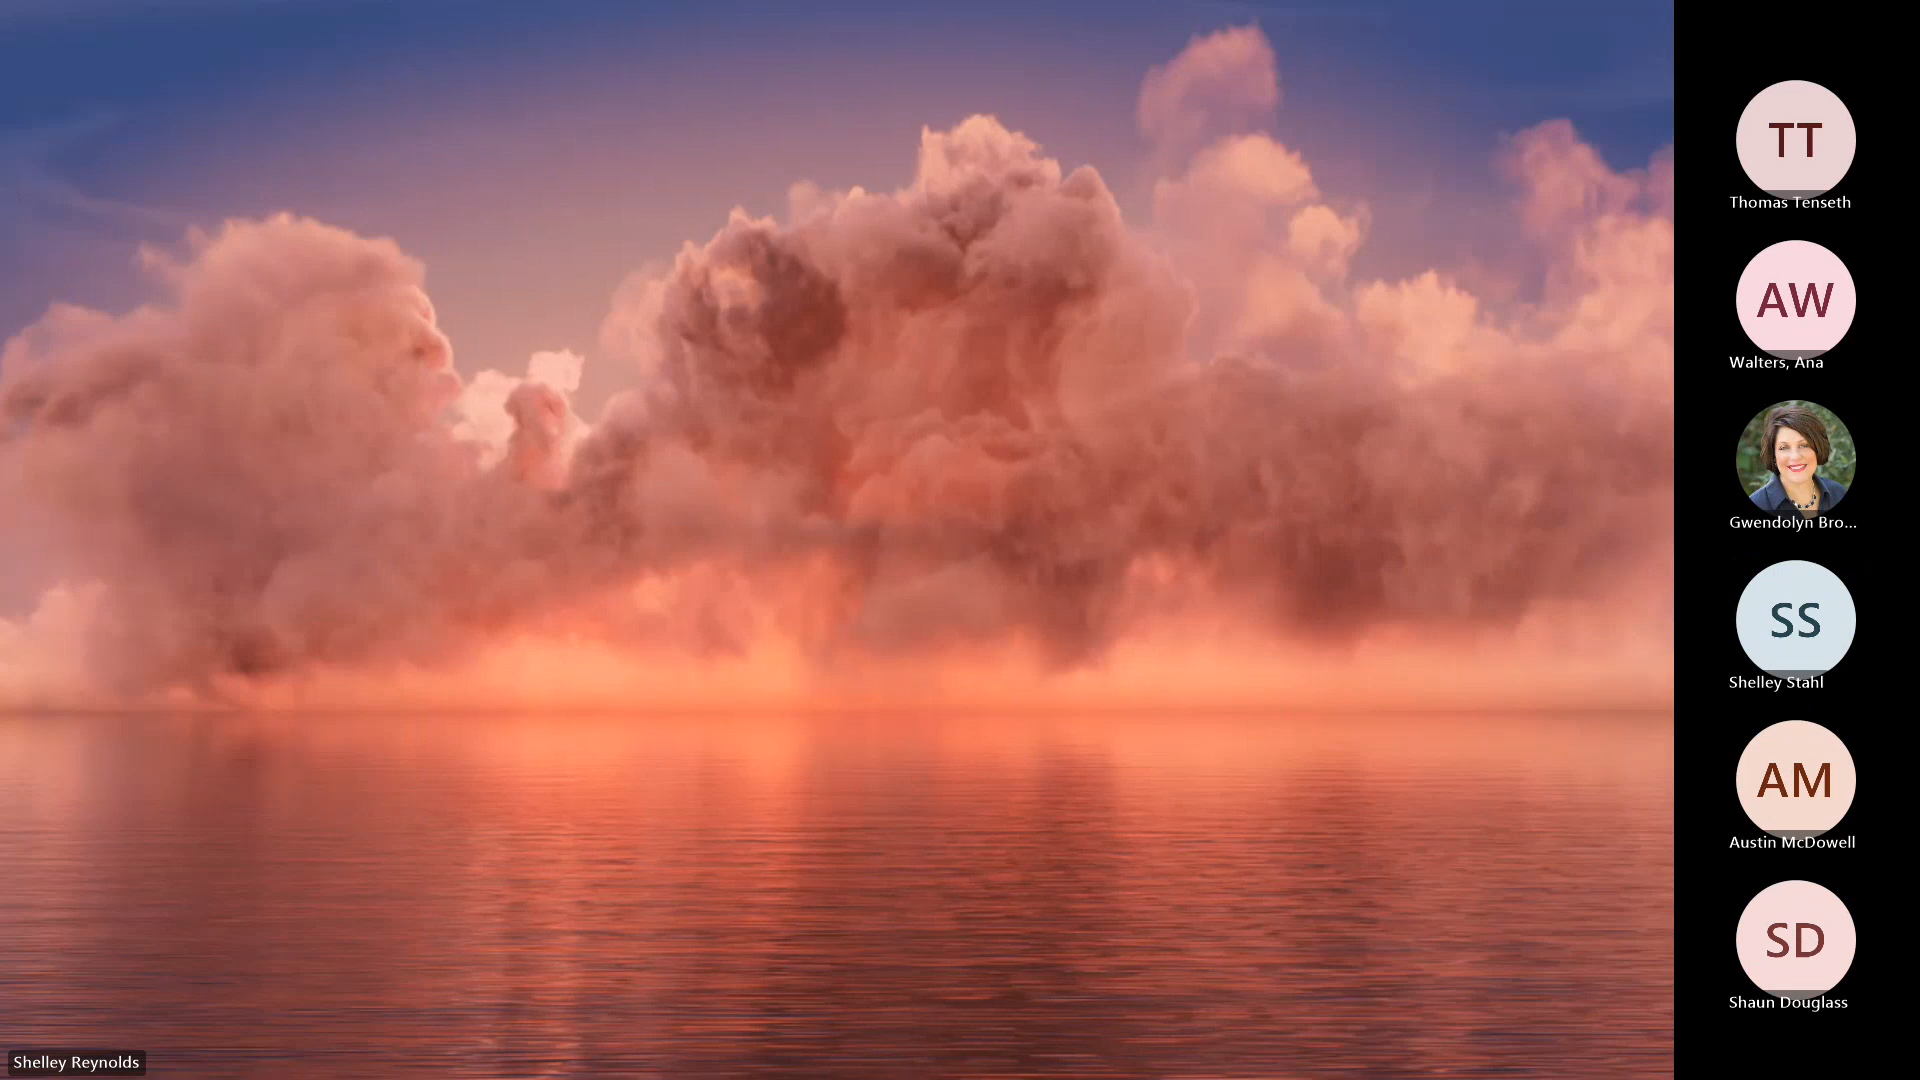 TT
Thomas Tenseth
AW
Walters, Ana
Gwendolyn Bro...
SS
Shelley Stahl
AM
Austin McDowell
SD
Shaun Douglass
Shelley Reynolds